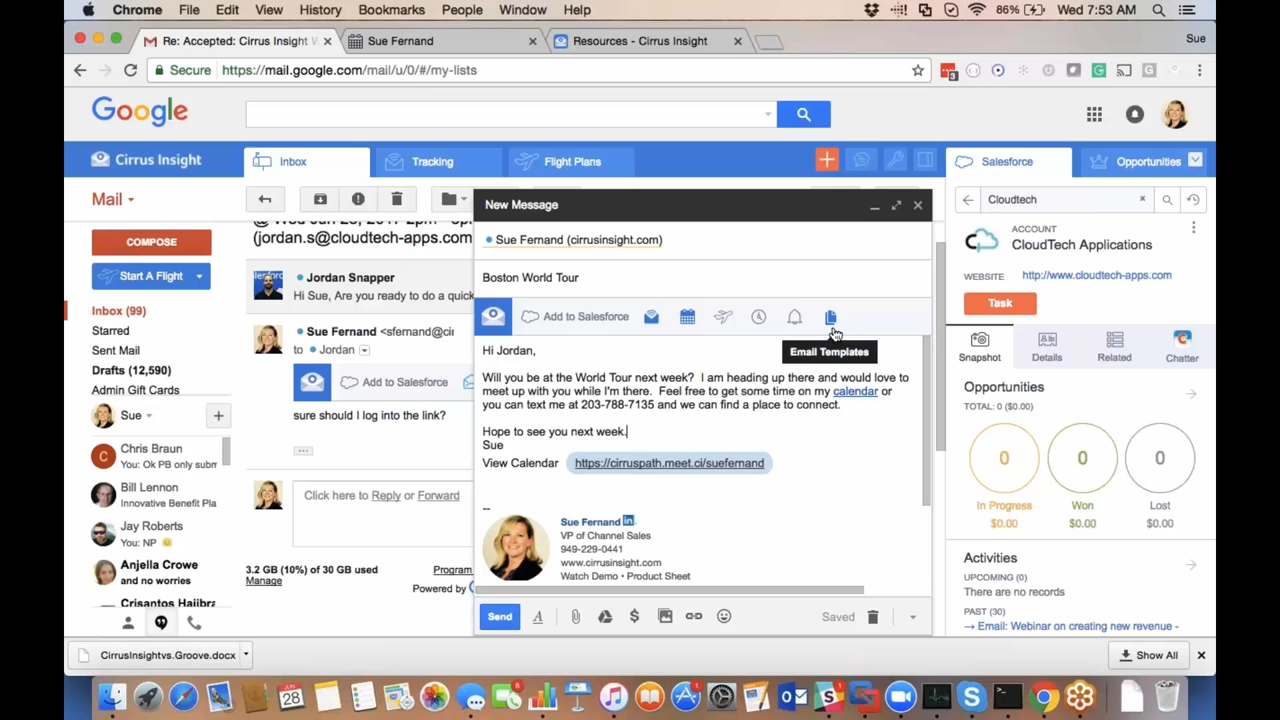 Chrome File Edit View History Bookmarks People Window Help 86% Wed 7:53 AM
Re: Accepted: Cirrus Insight Sue Fernand Resources - Cirrus Insight Sue
Secure https://mail.google.com/mail/u/0/#/my-lists 3
Google
Cirrus Insight Inbox Tracking Flight Plans Salesforce Opportunities
Mail
Cloudtech
COMPOSE
Start A Flight
Inbox (99)
Starred
Sent Mail
Drafts (12,590)
Admin Gift Cards
Sue
Chris Braun
You: Ok PB only subm
Bill Lennon
Innovative Benefit Pla
Jay Roberts
You: NP
Anjella Crowe
and no worries
(jordan.s@cloudtech-apps.com
Jordan Snapper
Hi Sue, Are you ready to do a quick
Sue Fernand <sfernand@cir
to Jordan
Add to Salesforce
sure should I log into the link?
Click here to Reply or Forward
3.2 GB (10%) of 30 GB used
Manage
Program
Powered by
New Message
Sue Fernand (cirrusinsight.com)
Boston World Tour
Add to Salesforce
Email Templates
Hi Jordan,
Will you be at the World Tour next week? I am heading up there and would love to
meet up with you while I'm there. Feel free to get some time on my calendar or
you can text me at 203-788-7135 and we can find a place to connect.
Hope to see you next week.
Sue
View Calendar https://cirruspath.meet.ci/suefernand
--
Sue Fernand in
VP of Channel Sales
949-229-0441
www.cirrusinsight.com
Watch Demo • Product Sheet
Send Saved
ACCOUNT
CloudTech Applications
WEBSITE http://www.cloudtech-apps.com
Task
Snapshot Details Related Chatter
Opportunities
TOTAL: 0 ($0.00)
0 0 0
In Progress Won Lost
$0.00 $0.00 $0.00
Activities
UPCOMING (0)
There are no records
PAST (30)
Email: Webinar on creating new revenue -
CirrusInsightvs.Groove.docx Show All
JUN
28